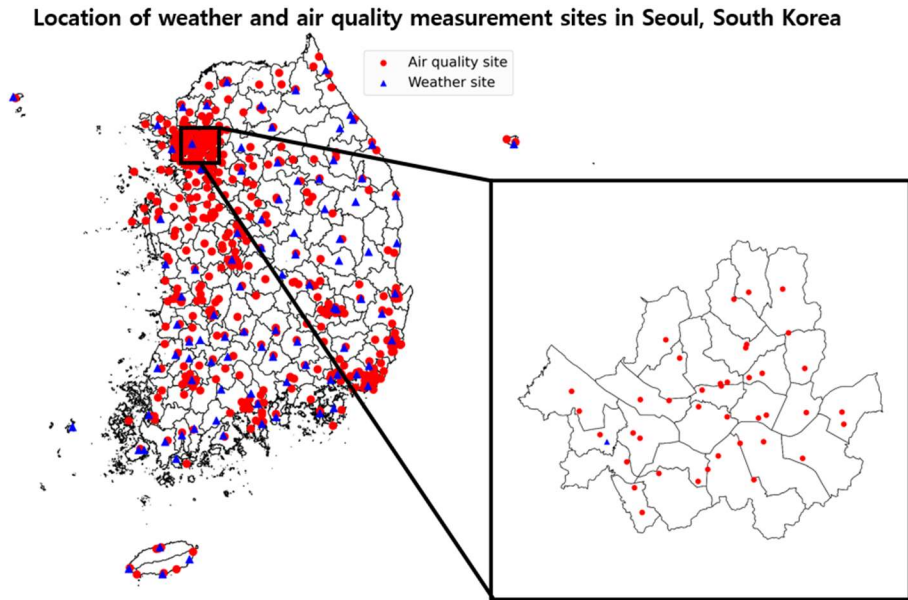 Location of weather and air quality measurement sites in Seoul, South Korea
Air quality site
Weather site